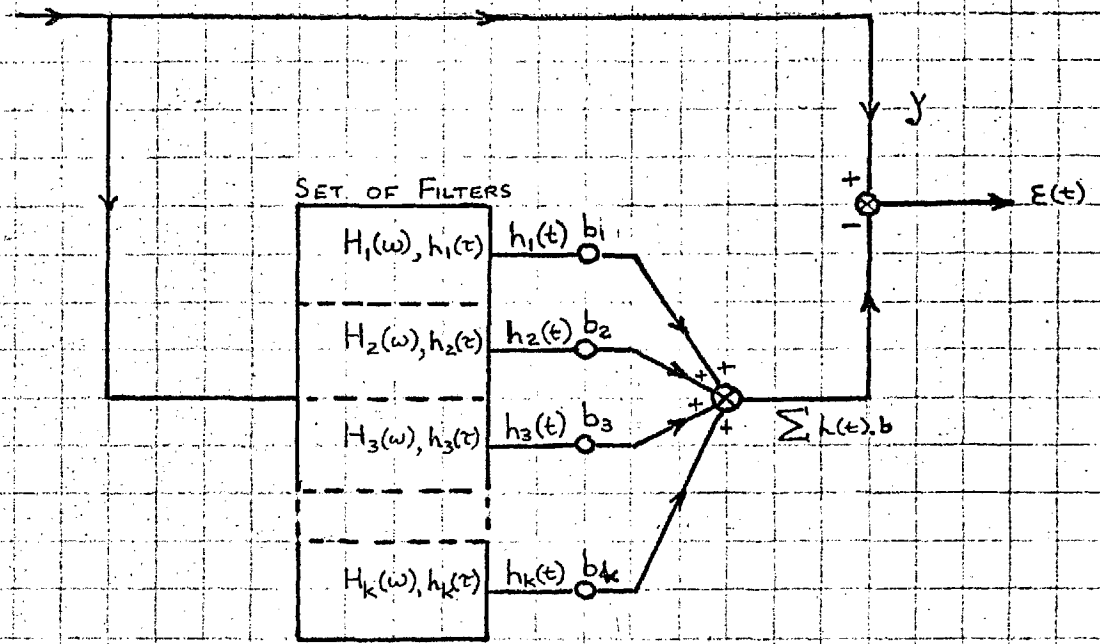 y
+
ε(t)
−
SET OF FILTERS
H₁(ω), h₁(τ) h₁(t) b₁
H₂(ω), h₂(τ) h₂(t) b₂
+ +
H₃(ω), h₃(τ) h₃(t) b₃
+ +
∑ h(t).b
Hₖ(ω), hₖ(τ) hₖ(t) bₖ